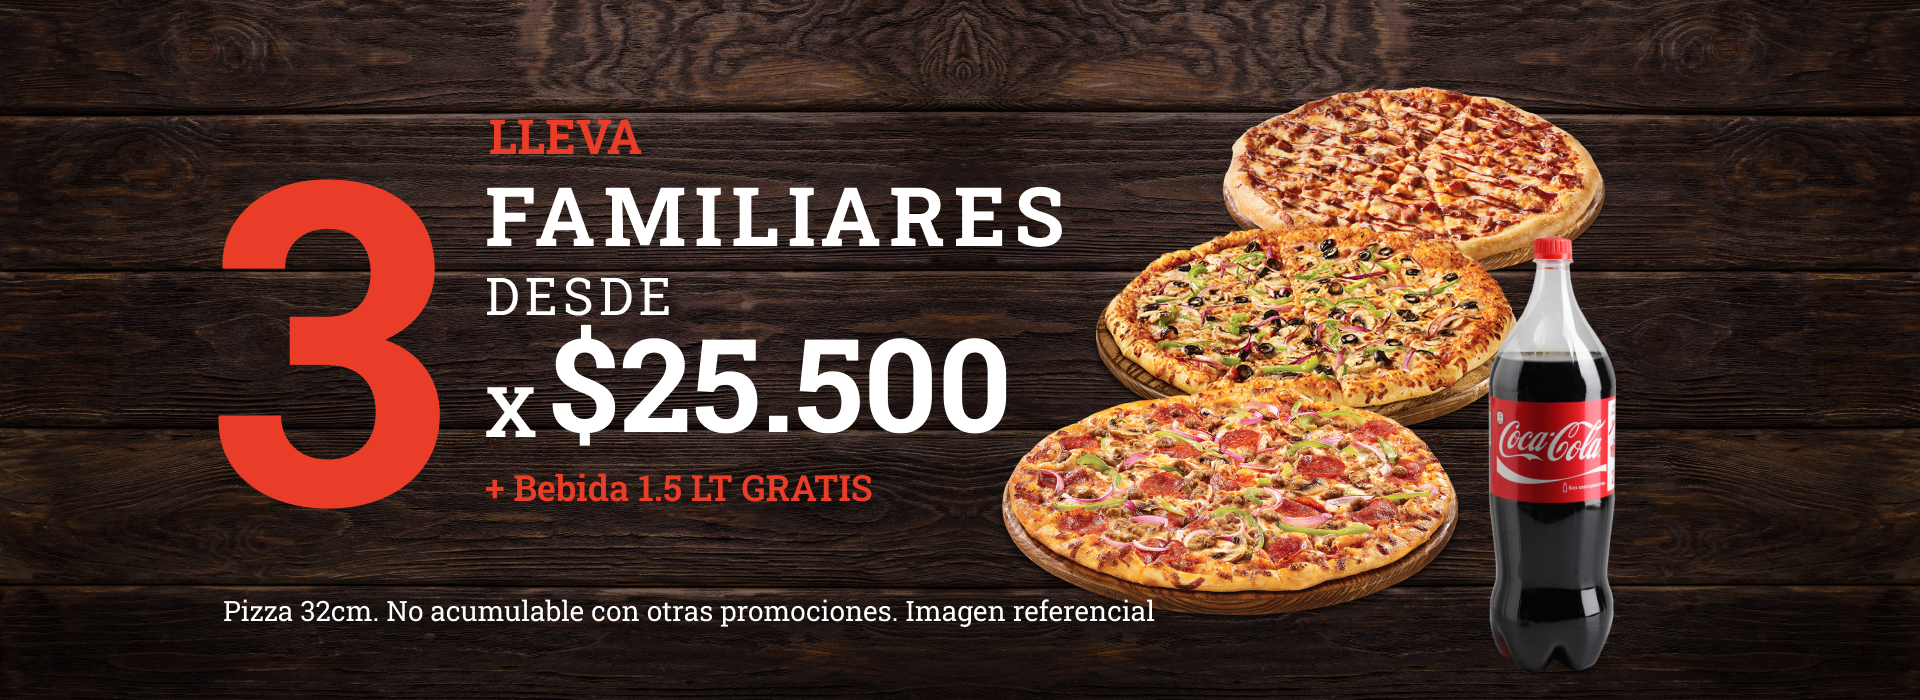 LLEVA
3
FAMILIARES
DESDE
x $25.500
+ Bebida 1.5 LT GRATIS
Coca-Cola
Pizza 32cm. No acumulable con otras promociones. Imagen referencial